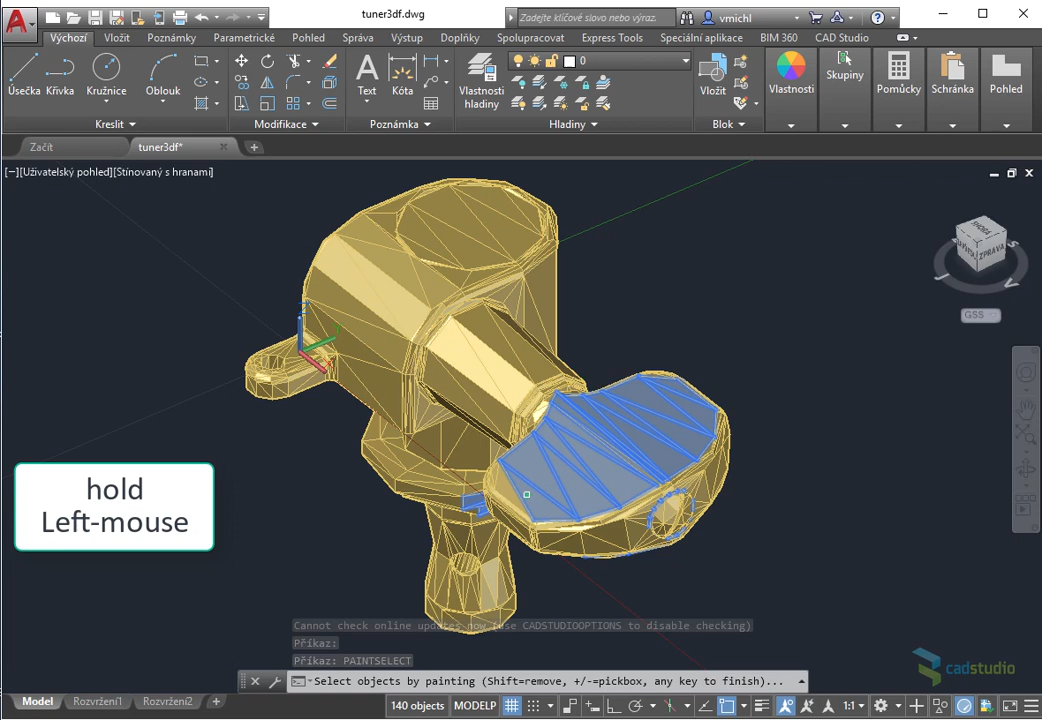 tuner3df.dwg
Zadejte klíčové slovo nebo výraz.
vmichl
Výchozí Vložit Poznámky Parametrické Pohled Správa Výstup Doplňky Spolupracovat Express Tools Speciální aplikace BIM 360 CAD Studio
0
Úsečka Křivka Kružnice Oblouk Text Kóta Vlastnosti hladiny Vložit Vlastnosti Skupiny Pomůcky Schránka Pohled
Kreslit Modifikace Poznámka Hladiny Blok
Začít tuner3df*
[−][Uživatelský pohled][Stínovaný s hranami]
ZPRAVA
GSS
hold
Left-mouse
Cannot check online updates now (use CADSTUDIOOPTIONS to disable checking)
Příkaz:
Příkaz: PAINTSELECT
Select objects by painting (Shift=remove, +/-=pickbox, any key to finish)...
cadstudio
Model Rozvržení1 Rozvržení2 + 140 objects MODELP 1:1